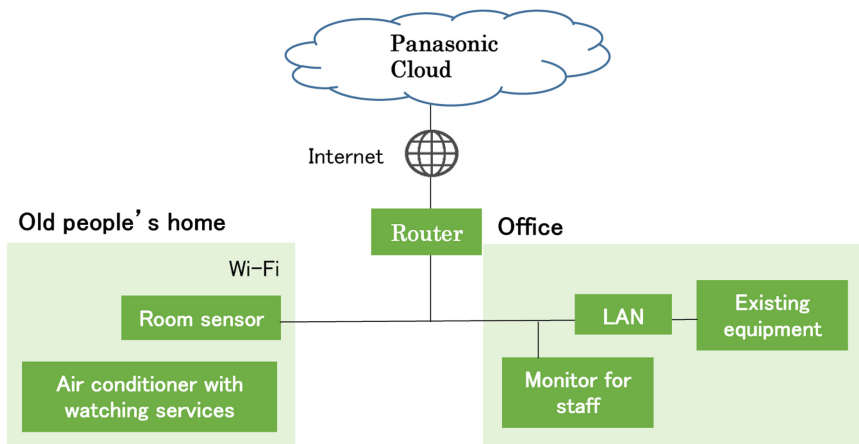 Panasonic
Cloud
Internet
Old people's home
Router
Office
Wi-Fi
Room sensor
LAN
Existing
equipment
Air conditioner with
watching services
Monitor for
staff